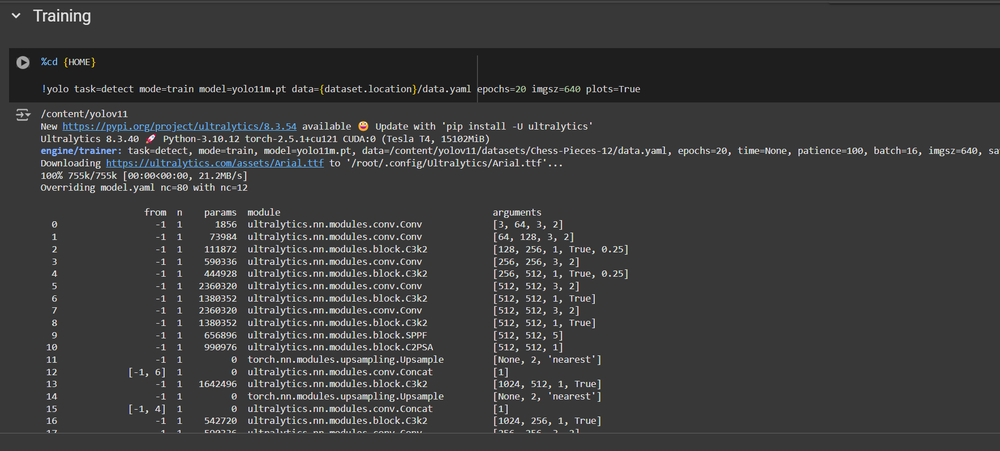 Training
%cd {HOME}
!yolo task=detect mode=train model=yolo11m.pt data={dataset.location}/data.yaml epochs=20 imgsz=640 plots=True
/content/yolov11
New https://pypi.org/project/ultralytics/8.3.54 available 😃 Update with 'pip install -U ultralytics'
Ultralytics 8.3.40 🚀 Python-3.10.12 torch-2.5.1+cu121 CUDA:0 (Tesla T4, 15102MiB)
engine/trainer: task=detect, mode=train, model=yolo11m.pt, data=/content/yolov11/datasets/Chess-Pieces-12/data.yaml, epochs=20, time=None, patience=100, batch=16, imgsz=640, sa
Downloading https://ultralytics.com/assets/Arial.ttf to '/root/.config/Ultralytics/Arial.ttf'...
100% 755k/755k [00:00<00:00, 21.2MB/s]
Overriding model.yaml nc=80 with nc=12
from n params module arguments
0 -1 1 1856 ultralytics.nn.modules.conv.Conv [3, 64, 3, 2]
1 -1 1 73984 ultralytics.nn.modules.conv.Conv [64, 128, 3, 2]
2 -1 1 111872 ultralytics.nn.modules.block.C3k2 [128, 256, 1, True, 0.25]
3 -1 1 590336 ultralytics.nn.modules.conv.Conv [256, 256, 3, 2]
4 -1 1 444928 ultralytics.nn.modules.block.C3k2 [256, 512, 1, True, 0.25]
5 -1 1 2360320 ultralytics.nn.modules.conv.Conv [512, 512, 3, 2]
6 -1 1 1380352 ultralytics.nn.modules.block.C3k2 [512, 512, 1, True]
7 -1 1 2360320 ultralytics.nn.modules.conv.Conv [512, 512, 3, 2]
8 -1 1 1380352 ultralytics.nn.modules.block.C3k2 [512, 512, 1, True]
9 -1 1 656896 ultralytics.nn.modules.block.SPPF [512, 512, 5]
10 -1 1 990976 ultralytics.nn.modules.block.C2PSA [512, 512, 1]
11 -1 1 0 torch.nn.modules.upsampling.Upsample [None, 2, 'nearest']
12 [-1, 6] 1 0 ultralytics.nn.modules.conv.Concat [1]
13 -1 1 1642496 ultralytics.nn.modules.block.C3k2 [1024, 512, 1, True]
14 -1 1 0 torch.nn.modules.upsampling.Upsample [None, 2, 'nearest']
15 [-1, 4] 1 0 ultralytics.nn.modules.conv.Concat [1]
16 -1 1 542720 ultralytics.nn.modules.block.C3k2 [1024, 256, 1, True]
17 -1 1 590336 ultralytics.nn.modules.conv.Conv [256, 256, 3, 2]